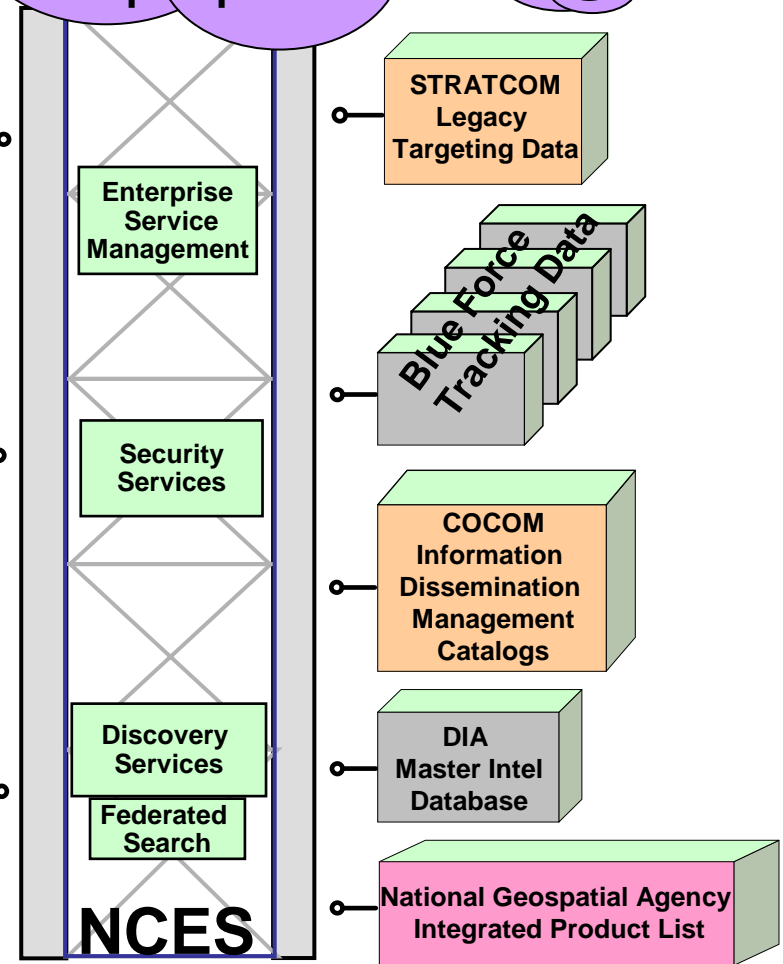 Enterprise
Service
Management
Security
Services
Discovery
Services
Federated
Search
NCES
STRATCOM
Legacy
Targeting Data
Blue Force
Tracking Data
COCOM
Information
Dissemination
Management
Catalogs
DIA
Master Intel
Database
National Geospatial Agency
Integrated Product List